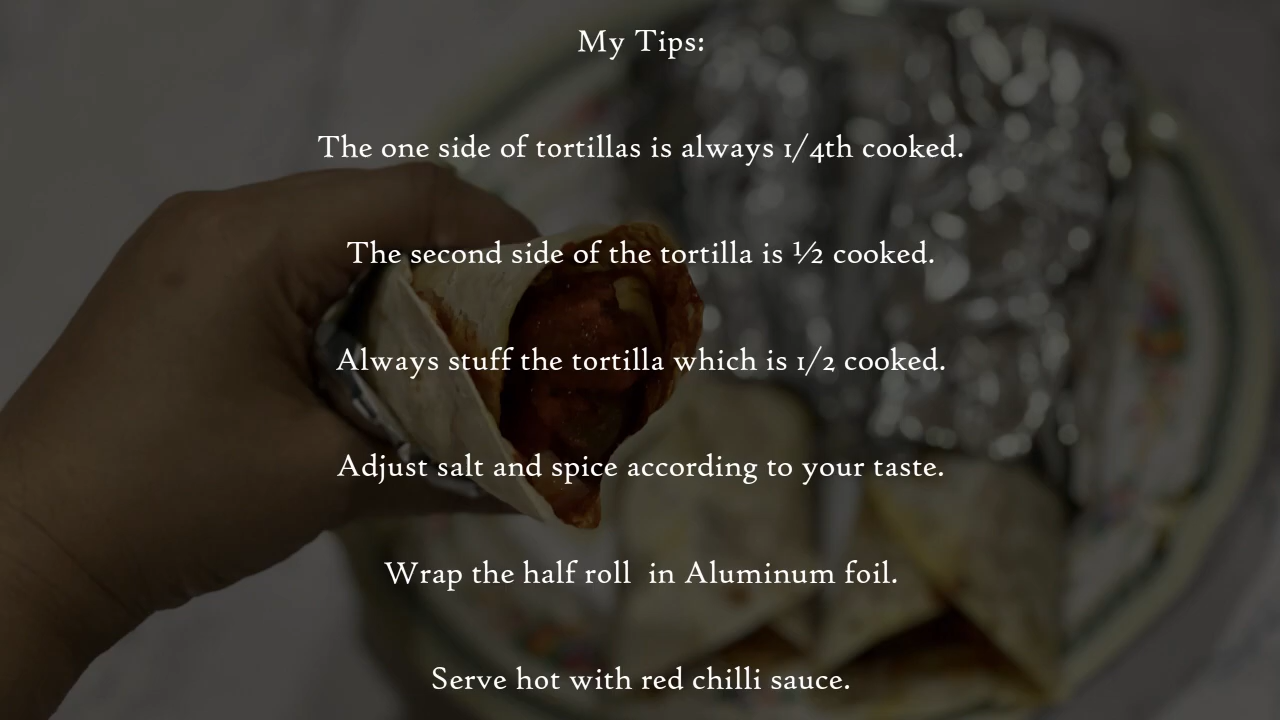 My Tips:
The one side of tortillas is always 1/4th cooked.
The second side of the tortilla is ½ cooked.
Always stuff the tortilla which is 1/2 cooked.
Adjust salt and spice according to your taste.
Wrap the half roll  in Aluminum foil.
Serve hot with red chilli sauce.